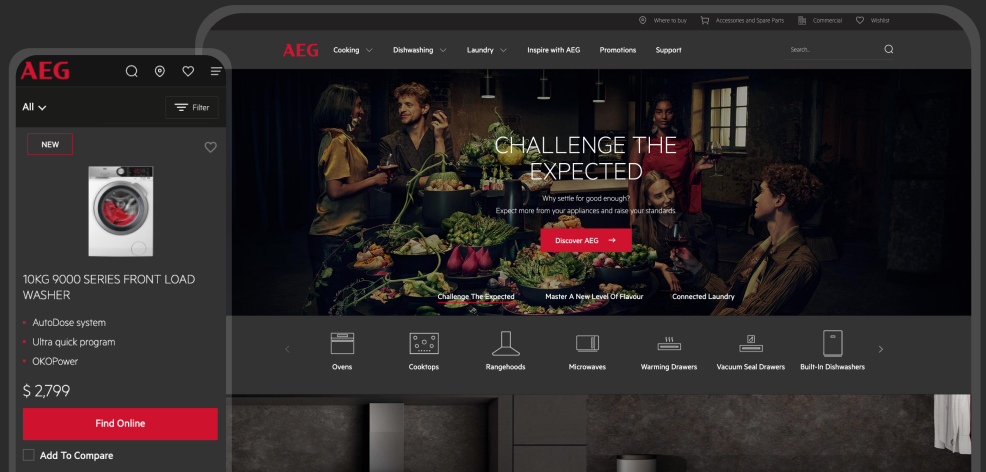 AEG
All
Filter
NEW
10KG 9000 SERIES FRONT LOAD
WASHER
AutoDose system
Ultra quick program
OKOPower
$ 2,799
Find Online
Add To Compare
Where to buy
Accessories and Spare Parts
Commercial
Wishlist
AEG
Cooking
Dishwashing
Laundry
Inspire with AEG
Promotions
Support
Search..
CHALLENGE THE
EXPECTED
Why settle for good enough?
Expect more from your appliances and raise your standards.
Discover AEG
Challenge The Expected
Master A New Level Of Flavour
Connected Laundry
Ovens
Cooktops
Rangehoods
Microwaves
Warming Drawers
Vacuum Seal Drawers
Built-In Dishwashers